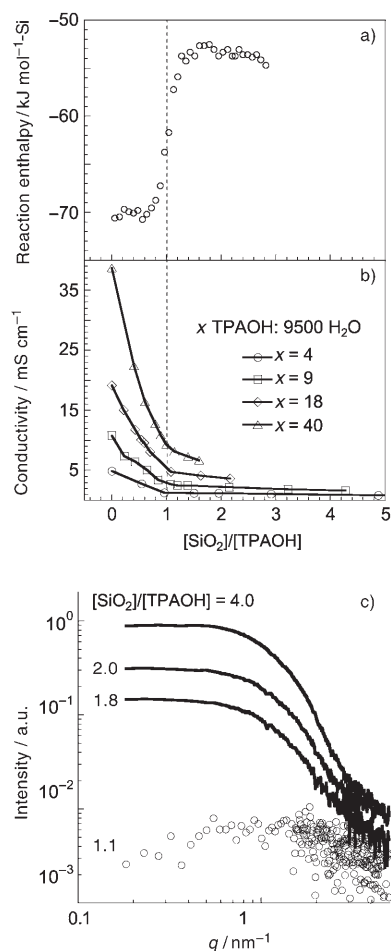 a)
Reaction enthalpy / kJ mol⁻¹-Si
−50
−60
−70
b)
Conductivity / mS cm⁻¹
35
25
15
5
x TPAOH: 9500 H₂O
x = 4
x = 9
x = 18
x = 40
0 1 2 3 4 5
[SiO₂]/[TPAOH]
c)
[SiO₂]/[TPAOH] = 4.0
2.0
1.8
1.1
Intensity / a.u.
10⁰
10⁻¹
10⁻²
10⁻³
0.1 1
q / nm⁻¹